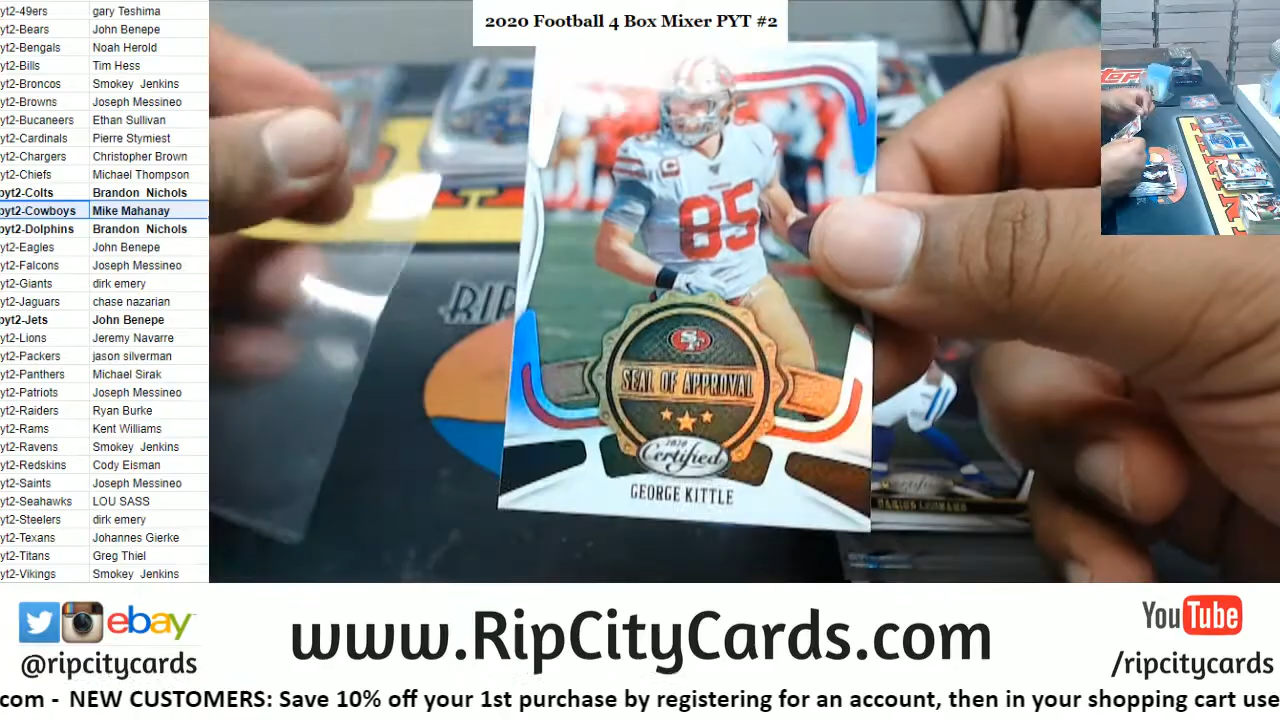 2020 Football 4 Box Mixer PYT #2
yt2-49ers gary Teshima
yt2-Bears John Benepe
yt2-Bengals Noah Herold
yt2-Bills Tim Hess
yt2-Broncos Smokey Jenkins
yt2-Browns Joseph Messineo
yt2-Bucaneers Ethan Sullivan
yt2-Cardinals Pierre Stymiest
yt2-Chargers Christopher Brown
yt2-Chiefs Michael Thompson
pyt2-Colts Brandon Nichols
pyt2-Cowboys Mike Mahanay
pyt2-Dolphins Brandon Nichols
yt2-Eagles John Benepe
yt2-Falcons Joseph Messineo
yt2-Giants dirk emery
yt2-Jaguars chase nazarian
pyt2-Jets John Benepe
yt2-Lions Jeremy Navarre
yt2-Packers jason silverman
yt2-Panthers Michael Sirak
yt2-Patriots Joseph Messineo
yt2-Raiders Ryan Burke
yt2-Rams Kent Williams
yt2-Ravens Smokey Jenkins
yt2-Redskins Cody Eisman
yt2-Saints Joseph Messineo
yt2-Seahawks LOU SASS
yt2-Steelers dirk emery
yt2-Texans Johannes Gierke
yt2-Titans Greg Thiel
yt2-Vikings Smokey Jenkins
85
RIP
SF
SEAL OF APPROVAL
2020
Certified
GEORGE KITTLE
ebay
@ripcitycards
www.RipCityCards.com
YouTube
/ripcitycards
com - NEW CUSTOMERS: Save 10% off your 1st purchase by registering for an account, then in your shopping cart use